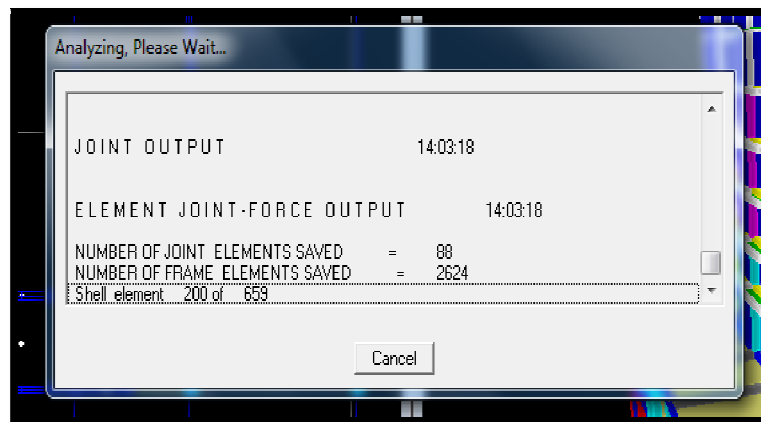 Analyzing, Please Wait...
JOINT OUTPUT 14:03:18
ELEMENT JOINT-FORCE OUTPUT 14:03:18
NUMBER OF JOINT ELEMENTS SAVED = 88
NUMBER OF FRAME ELEMENTS SAVED = 2624
Shell element 200 of 659
Cancel